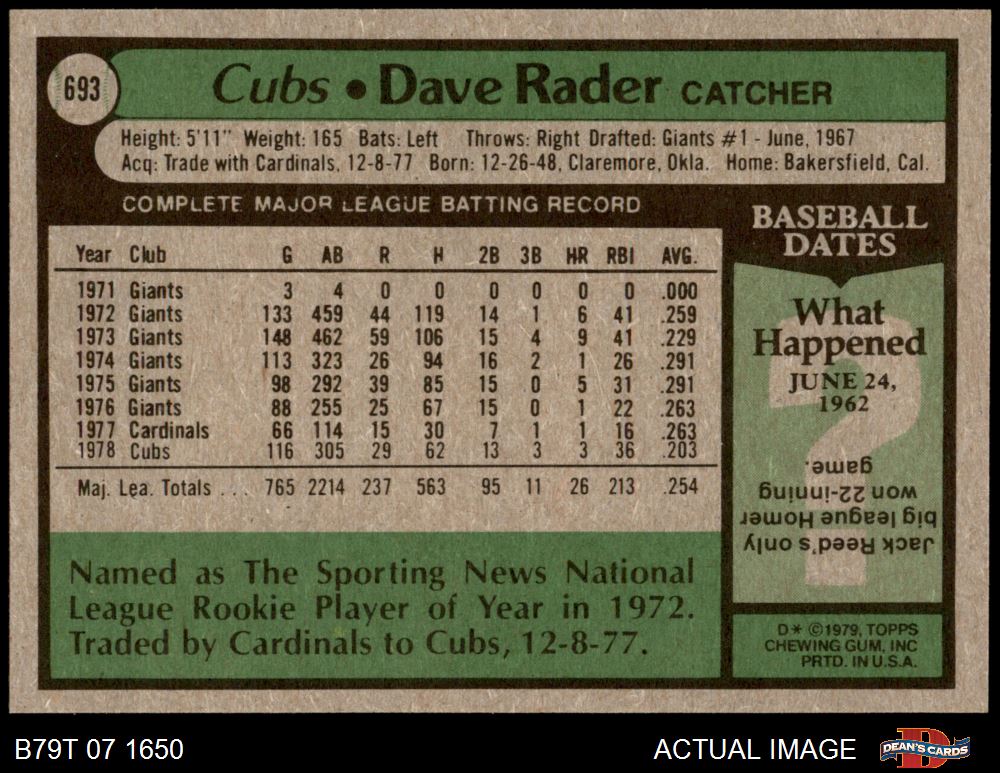 693
Cubs • Dave Rader CATCHER
Height: 5'11" Weight: 165 Bats: Left Throws: Right Drafted: Giants #1 - June, 1967
Acq: Trade with Cardinals, 12-8-77 Born: 12-26-48, Claremore, Okla. Home: Bakersfield, Cal.
COMPLETE MAJOR LEAGUE BATTING RECORD
Year Club G AB R H 2B 3B HR RBI AVG.
1971 Giants 3 4 0 0 0 0 0 0 .000
1972 Giants 133 459 44 119 14 1 6 41 .259
1973 Giants 148 462 59 106 15 4 9 41 .229
1974 Giants 113 323 26 94 16 2 1 26 .291
1975 Giants 98 292 39 85 15 0 5 31 .291
1976 Giants 88 255 25 67 15 0 1 22 .263
1977 Cardinals 66 114 15 30 7 1 1 16 .263
1978 Cubs 116 305 29 62 13 3 3 36 .203
Maj. Lea. Totals ... 765 2214 237 563 95 11 26 213 .254
Named as The Sporting News National
League Rookie Player of Year in 1972.
Traded by Cardinals to Cubs, 12-8-77.
BASEBALL
DATES
What
Happened
JUNE 24,
1962
?
Jack Reed's only
big league Homer
won 22-inning
game.
D* ©1979, TOPPS
CHEWING GUM, INC
PRTD. IN U.S.A.
B79T 07 1650
ACTUAL IMAGE
DEAN'S CARDS